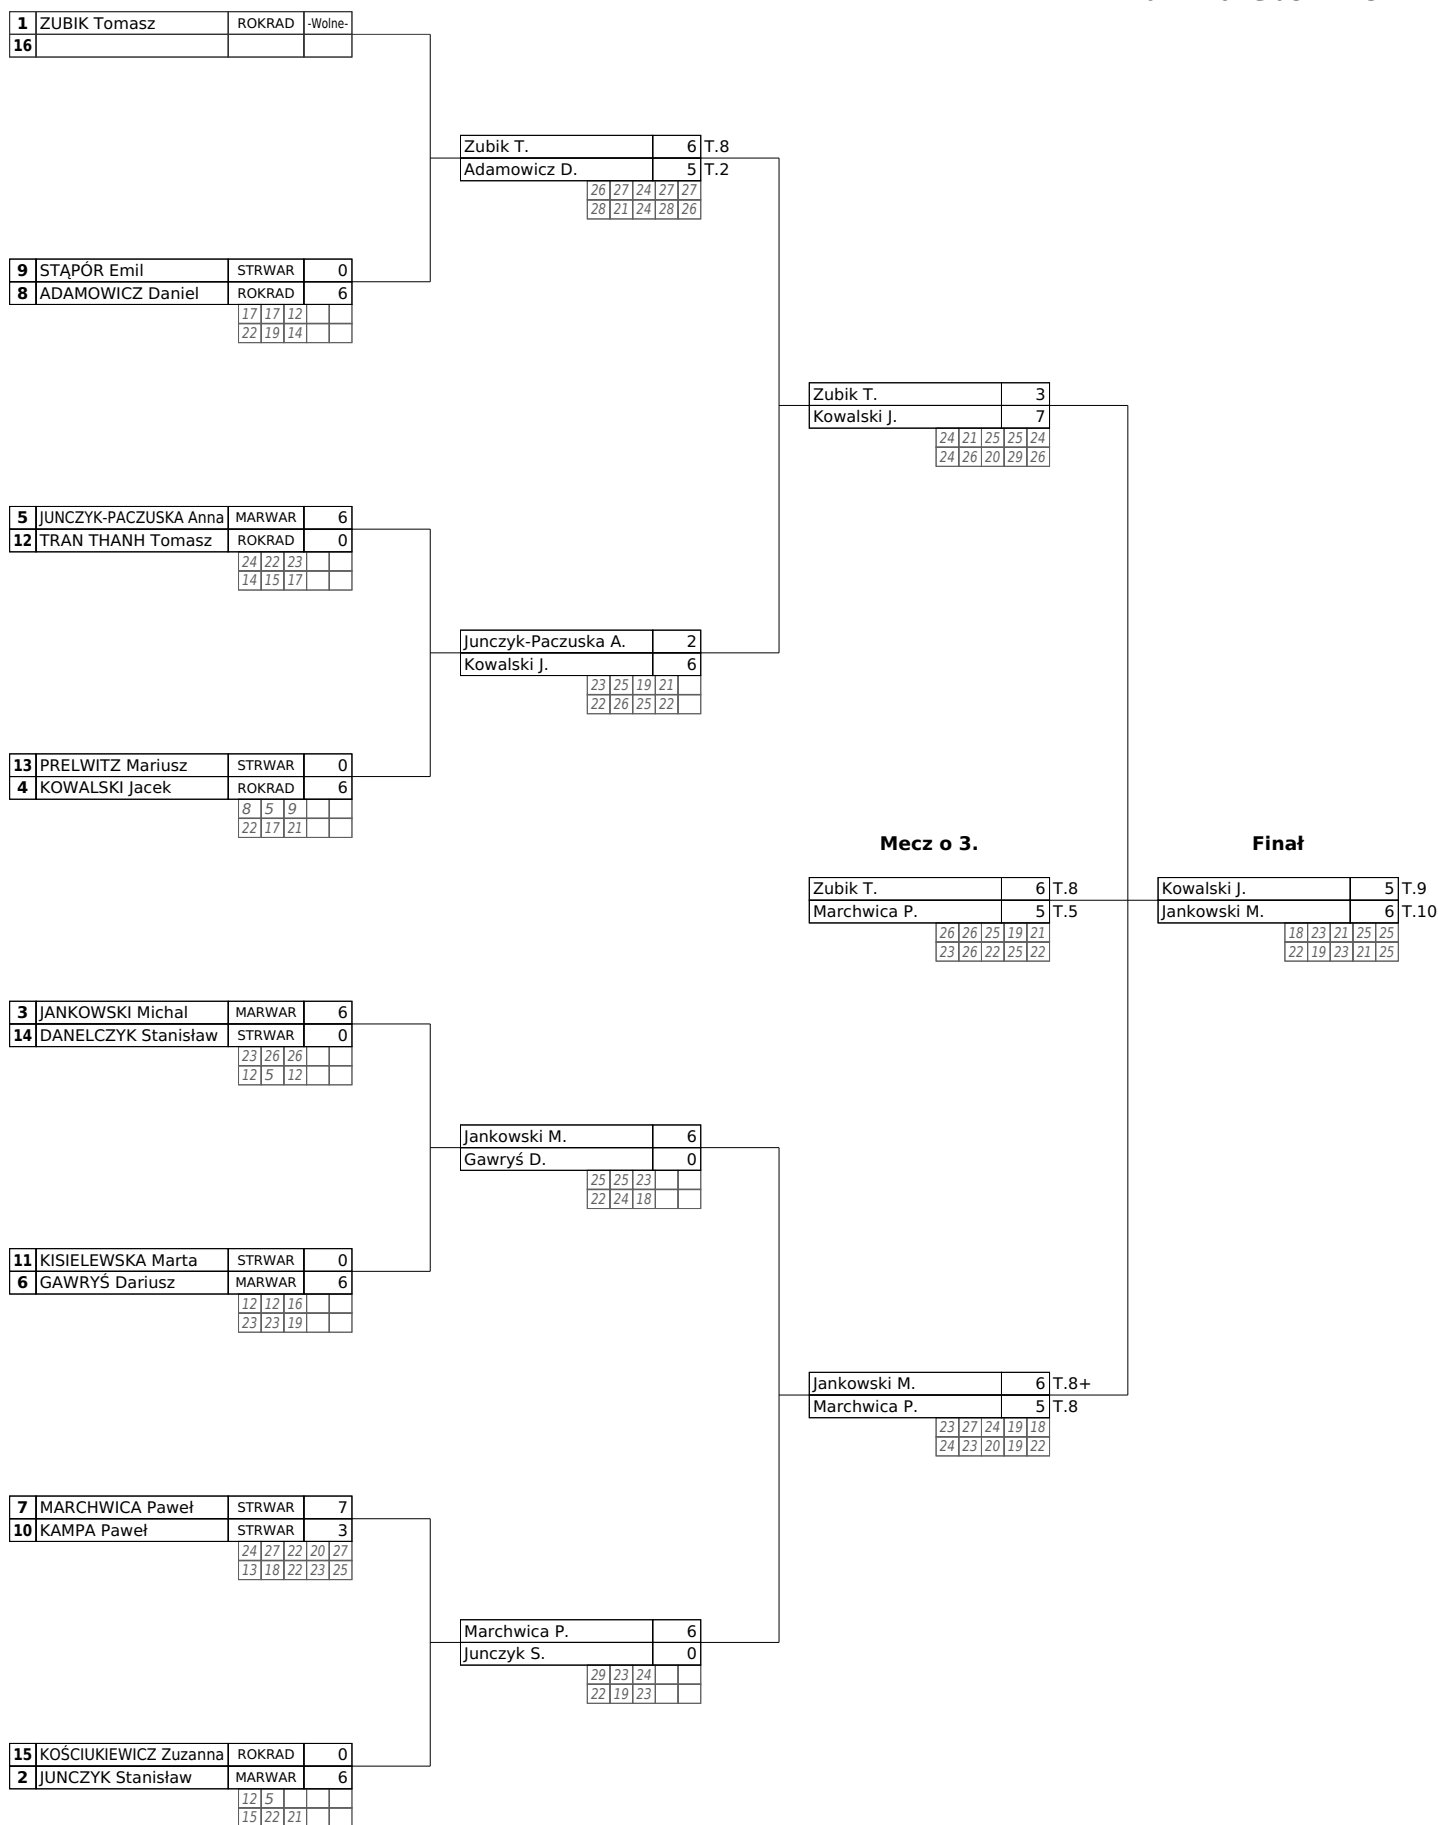 1 ZUBIK Tomasz ROKRAD -Wolne-
16
Zubik T. 6 T.8
Adamowicz D. 5 T.2
26 27 24 27 27
28 21 24 28 26
9 STĄPÓR Emil STRWAR 0
8 ADAMOWICZ Daniel ROKRAD 6
17 17 12
22 19 14
Zubik T. 3
Kowalski J. 7
24 21 25 25 24
24 26 20 29 26
5 JUNCZYK-PACZUSKA Anna MARWAR 6
12 TRAN THANH Tomasz ROKRAD 0
24 22 23
14 15 17
Junczyk-Paczuska A. 2
Kowalski J. 6
23 25 19 21
22 26 25 22
13 PRELWITZ Mariusz STRWAR 0
4 KOWALSKI Jacek ROKRAD 6
8 5 9
22 17 21
Mecz o 3.
Zubik T. 6 T.8
Marchwica P. 5 T.5
26 26 25 19 21
23 26 22 25 22
Finał
Kowalski J. 5 T.9
Jankowski M. 6 T.10
18 23 21 25 25
22 19 23 21 25
3 JANKOWSKI Michal MARWAR 6
14 DANELCZYK Stanisław STRWAR 0
23 26 26
12 5 12
Jankowski M. 6
Gawryś D. 0
25 25 23
22 24 18
11 KISIELEWSKA Marta STRWAR 0
6 GAWRYŚ Dariusz MARWAR 6
12 12 16
23 23 19
Jankowski M. 6 T.8+
Marchwica P. 5 T.8
23 27 24 19 18
24 23 20 19 22
7 MARCHWICA Paweł STRWAR 7
10 KAMPA Paweł STRWAR 3
24 27 22 20 27
13 18 22 23 25
Marchwica P. 6
Junczyk S. 0
29 23 24
22 19 23
15 KOŚCIUKIEWICZ Zuzanna ROKRAD 0
2 JUNCZYK Stanisław MARWAR 6
12 5
15 22 21